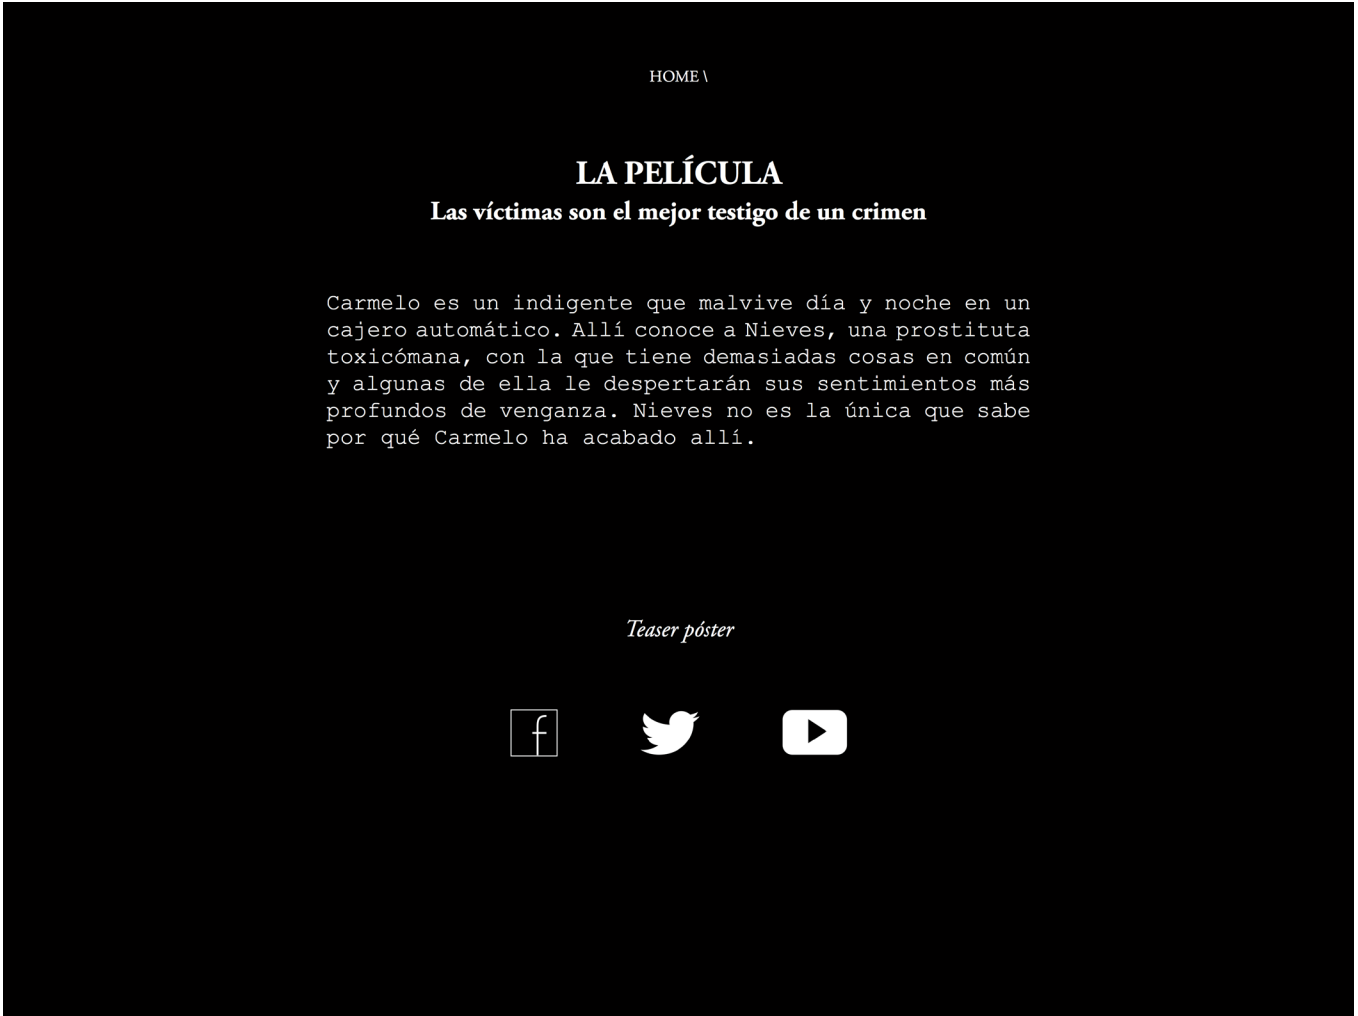 HOME \
LA PELÍCULA
Las víctimas son el mejor testigo de un crimen
Carmelo es un indigente que malvive día y noche en un
cajero automático. Allí conoce a Nieves, una prostituta
toxicómana, con la que tiene demasiadas cosas en común
y algunas de ella le despertarán sus sentimientos más
profundos de venganza. Nieves no es la única que sabe
por qué Carmelo ha acabado allí.
Teaser póster
f